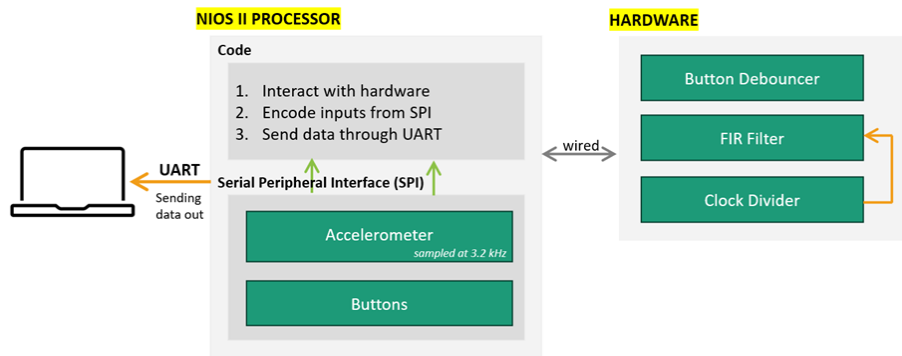 NIOS II PROCESSOR
Code
1. Interact with hardware
2. Encode inputs from SPI
3. Send data through UART
UART
Sending
data out
Serial Peripheral Interface (SPI)
Accelerometer
sampled at 3.2 kHz
Buttons
wired
HARDWARE
Button Debouncer
FIR Filter
Clock Divider